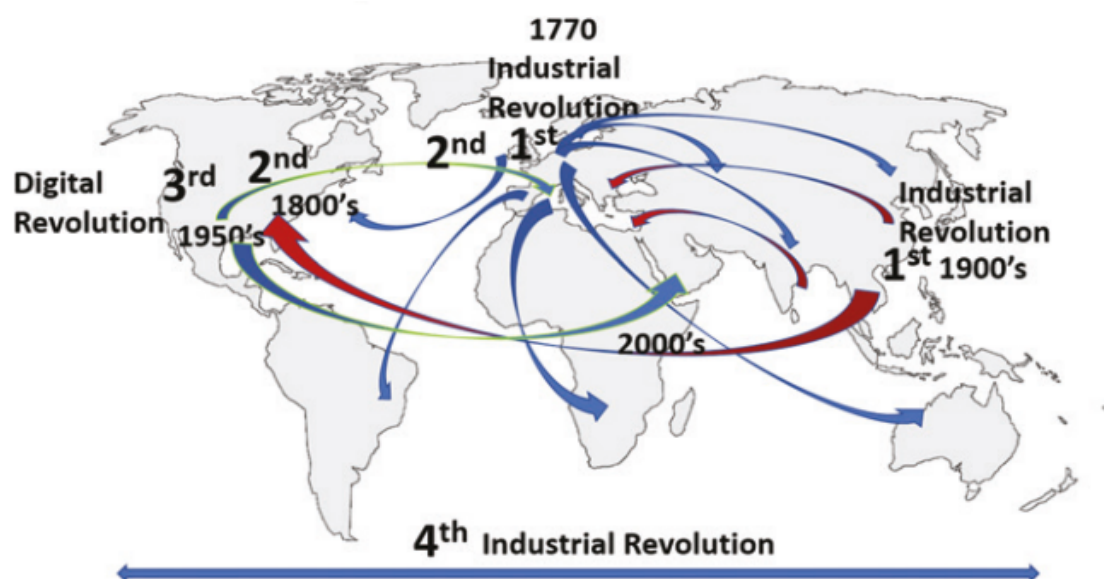 1770
Industrial
Revolution
1st
2nd
2nd
3rd
Digital
Revolution
1800's
1950's
Industrial
Revolution
1st 1900's
2000's
4th Industrial Revolution